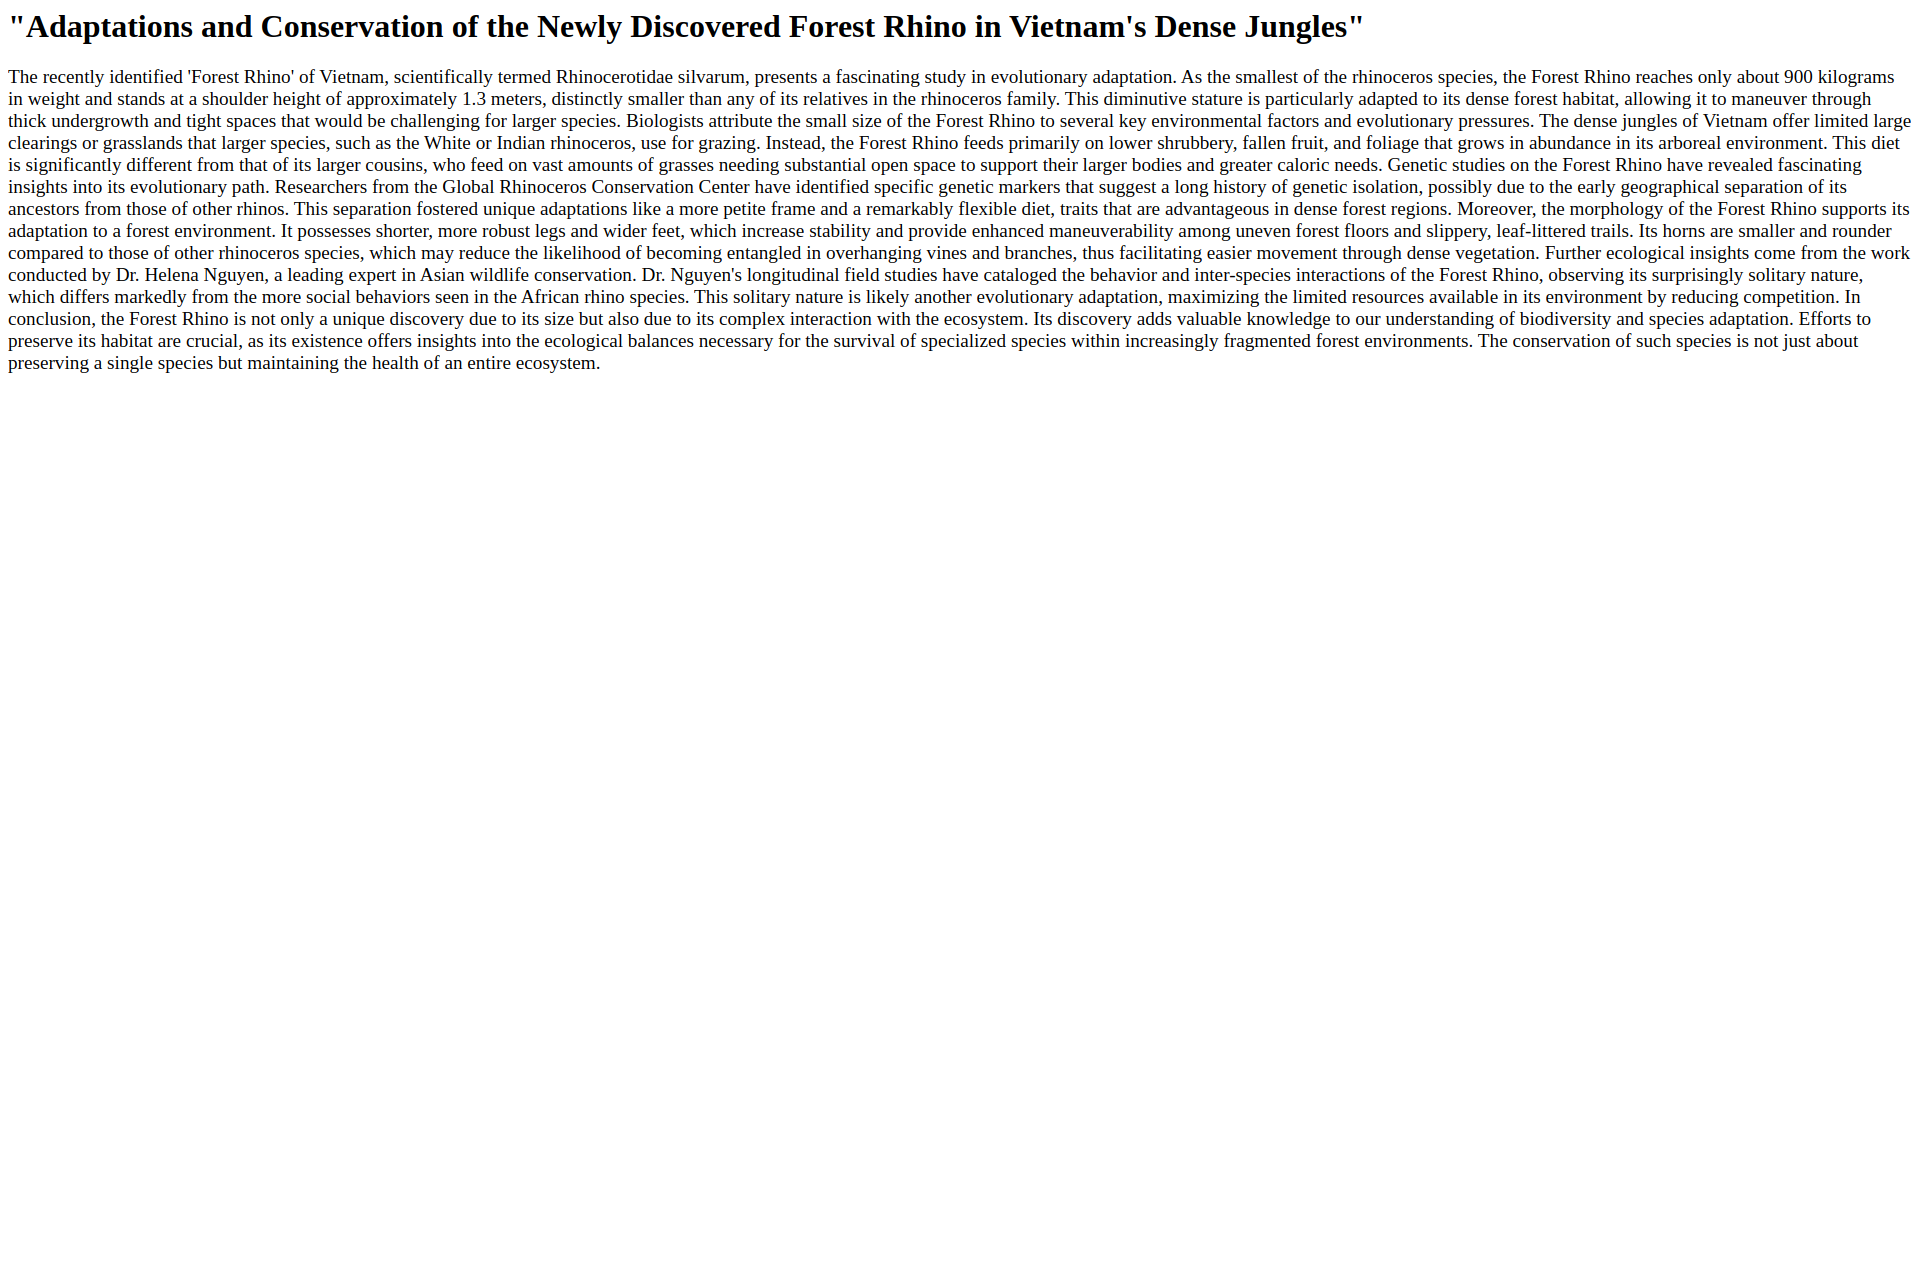 "Adaptations and Conservation of the Newly Discovered Forest Rhino in Vietnam's Dense Jungles"
The recently identified 'Forest Rhino' of Vietnam, scientifically termed Rhinocerotidae silvarum, presents a fascinating study in evolutionary adaptation. As the smallest of the rhinoceros species, the Forest Rhino reaches only about 900 kilograms
in weight and stands at a shoulder height of approximately 1.3 meters, distinctly smaller than any of its relatives in the rhinoceros family. This diminutive stature is particularly adapted to its dense forest habitat, allowing it to maneuver through
thick undergrowth and tight spaces that would be challenging for larger species. Biologists attribute the small size of the Forest Rhino to several key environmental factors and evolutionary pressures. The dense jungles of Vietnam offer limited large
clearings or grasslands that larger species, such as the White or Indian rhinoceros, use for grazing. Instead, the Forest Rhino feeds primarily on lower shrubbery, fallen fruit, and foliage that grows in abundance in its arboreal environment. This diet
is significantly different from that of its larger cousins, who feed on vast amounts of grasses needing substantial open space to support their larger bodies and greater caloric needs. Genetic studies on the Forest Rhino have revealed fascinating
insights into its evolutionary path. Researchers from the Global Rhinoceros Conservation Center have identified specific genetic markers that suggest a long history of genetic isolation, possibly due to the early geographical separation of its
ancestors from those of other rhinos. This separation fostered unique adaptations like a more petite frame and a remarkably flexible diet, traits that are advantageous in dense forest regions. Moreover, the morphology of the Forest Rhino supports its
adaptation to a forest environment. It possesses shorter, more robust legs and wider feet, which increase stability and provide enhanced maneuverability among uneven forest floors and slippery, leaf-littered trails. Its horns are smaller and rounder
compared to those of other rhinoceros species, which may reduce the likelihood of becoming entangled in overhanging vines and branches, thus facilitating easier movement through dense vegetation. Further ecological insights come from the work
conducted by Dr. Helena Nguyen, a leading expert in Asian wildlife conservation. Dr. Nguyen's longitudinal field studies have cataloged the behavior and inter-species interactions of the Forest Rhino, observing its surprisingly solitary nature,
which differs markedly from the more social behaviors seen in the African rhino species. This solitary nature is likely another evolutionary adaptation, maximizing the limited resources available in its environment by reducing competition. In
conclusion, the Forest Rhino is not only a unique discovery due to its size but also due to its complex interaction with the ecosystem. Its discovery adds valuable knowledge to our understanding of biodiversity and species adaptation. Efforts to
preserve its habitat are crucial, as its existence offers insights into the ecological balances necessary for the survival of specialized species within increasingly fragmented forest environments. The conservation of such species is not just about
preserving a single species but maintaining the health of an entire ecosystem.